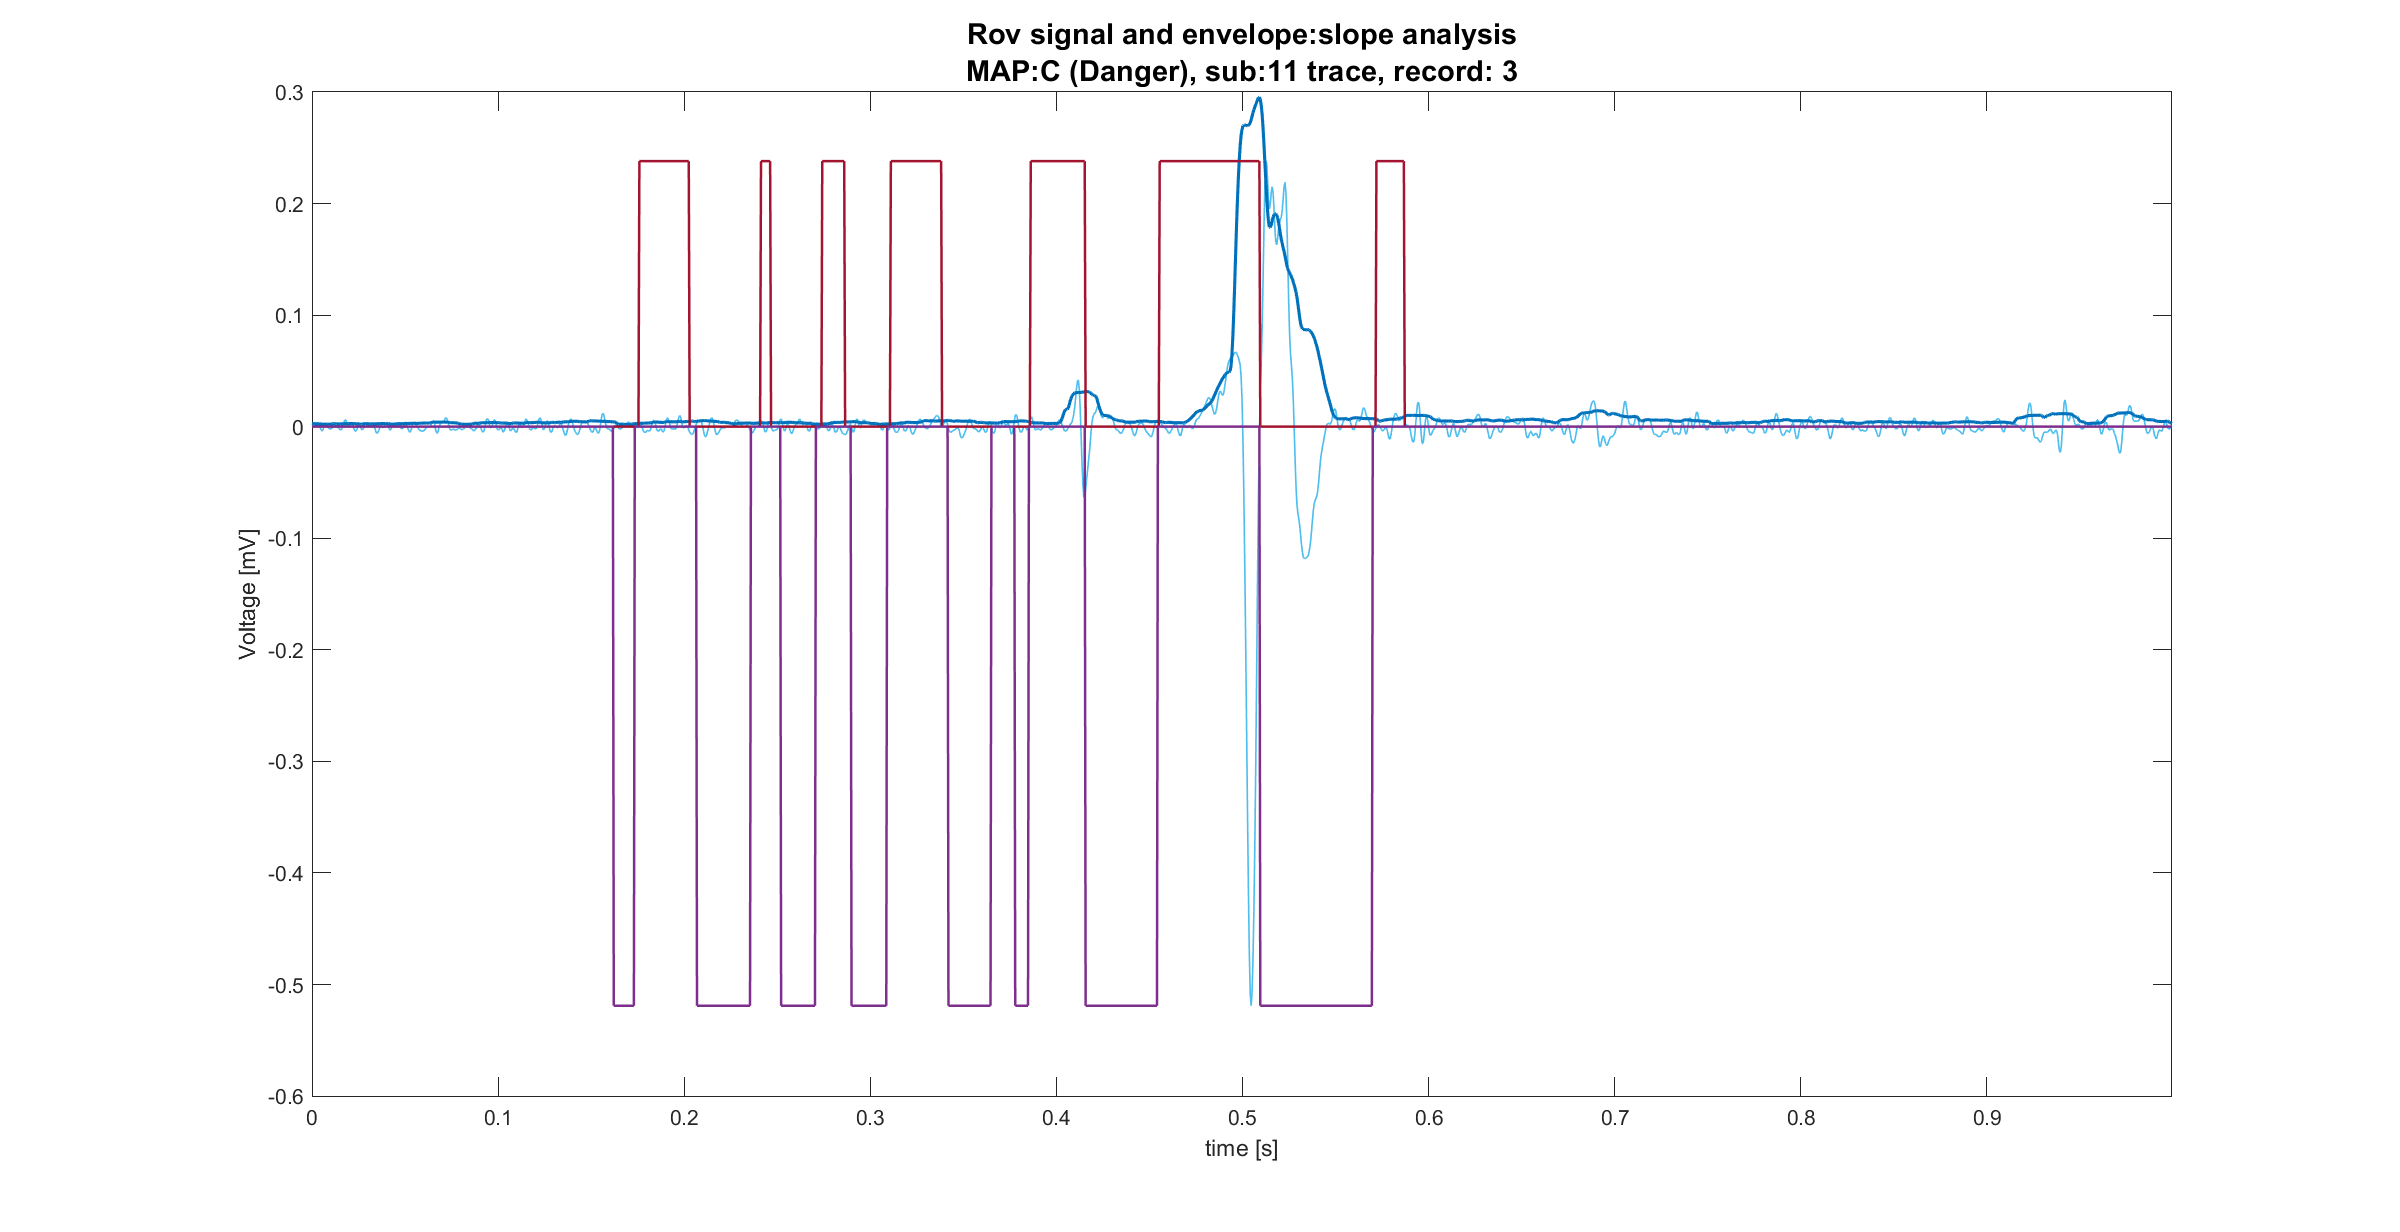 Rov signal and envelope:slope analysis
MAP:C (Danger), sub:11 trace, record: 3
0.3
0.2
0.1
0
-0.1
-0.2
-0.3
-0.4
-0.5
-0.6
Voltage [mV]
0 0.1 0.2 0.3 0.4 0.5 0.6 0.7 0.8 0.9
time [s]